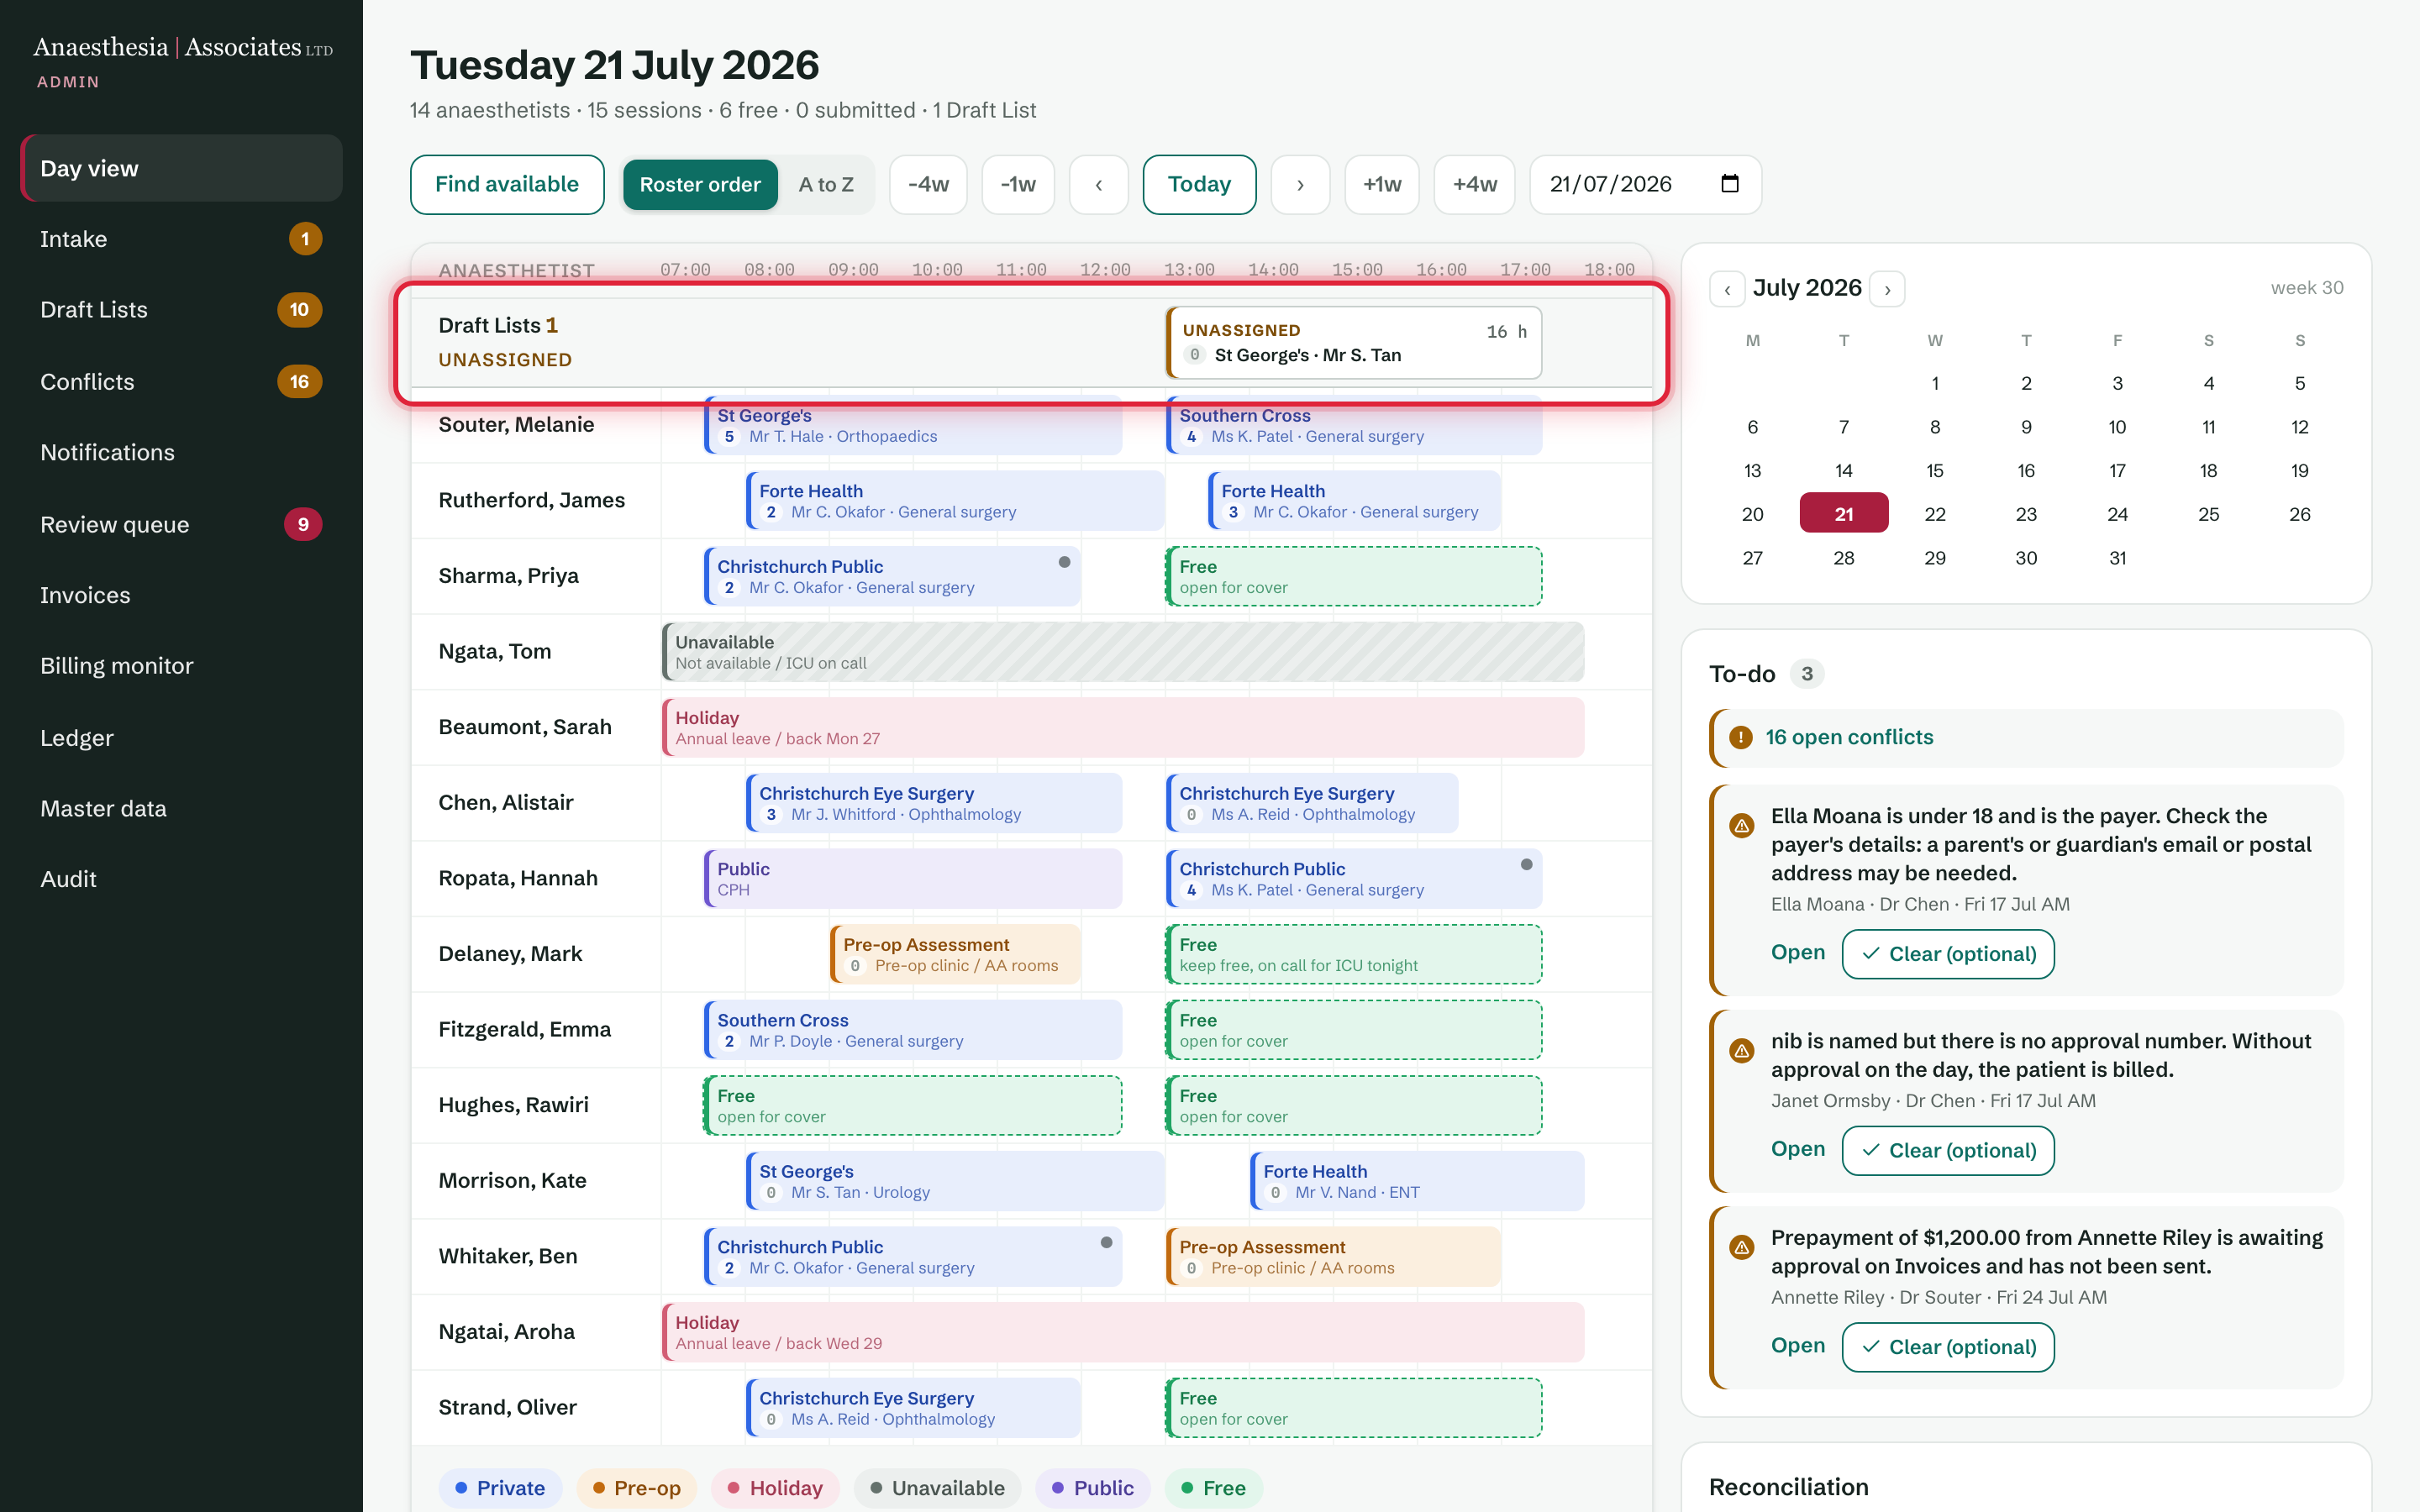 Anaesthesia | Associates LTD
ADMIN
Day view
Intake 1
Draft Lists 10
Conflicts 16
Notifications
Review queue 9
Invoices
Billing monitor
Ledger
Master data
Audit
Tuesday 21 July 2026
14 anaesthetists · 15 sessions · 6 free · 0 submitted · 1 Draft List
Find available Roster order A to Z -4w -1w ‹ Today › +1w +4w 21/07/2026
ANAESTHETIST 07:00 08:00 09:00 10:00 11:00 12:00 13:00 14:00 15:00 16:00 17:00 18:00
Draft Lists 1
UNASSIGNED
UNASSIGNED 16 h
0 St George's · Mr S. Tan
Souter, Melanie
St George's
5 Mr T. Hale · Orthopaedics
Southern Cross
4 Ms K. Patel · General surgery
Rutherford, James
Forte Health
2 Mr C. Okafor · General surgery
Forte Health
3 Mr C. Okafor · General surgery
Sharma, Priya
Christchurch Public
2 Mr C. Okafor · General surgery
Free
open for cover
Ngata, Tom
Unavailable
Not available / ICU on call
Beaumont, Sarah
Holiday
Annual leave / back Mon 27
Chen, Alistair
Christchurch Eye Surgery
3 Mr J. Whitford · Ophthalmology
Christchurch Eye Surgery
0 Ms A. Reid · Ophthalmology
Ropata, Hannah
Public
CPH
Christchurch Public
4 Ms K. Patel · General surgery
Delaney, Mark
Pre-op Assessment
0 Pre-op clinic / AA rooms
Free
keep free, on call for ICU tonight
Fitzgerald, Emma
Southern Cross
2 Mr P. Doyle · General surgery
Free
open for cover
Hughes, Rawiri
Free
open for cover
Free
open for cover
Morrison, Kate
St George's
0 Mr S. Tan · Urology
Forte Health
0 Mr V. Nand · ENT
Whitaker, Ben
Christchurch Public
2 Mr C. Okafor · General surgery
Pre-op Assessment
0 Pre-op clinic / AA rooms
Ngatai, Aroha
Holiday
Annual leave / back Wed 29
Strand, Oliver
Christchurch Eye Surgery
0 Ms A. Reid · Ophthalmology
Free
open for cover
Private Pre-op Holiday Unavailable Public Free
‹ July 2026 › week 30
M T W T F S S
1 2 3 4 5
6 7 8 9 10 11 12
13 14 15 16 17 18 19
20 21 22 23 24 25 26
27 28 29 30 31
To-do 3
16 open conflicts
Ella Moana is under 18 and is the payer. Check the
payer's details: a parent's or guardian's email or postal
address may be needed.
Ella Moana · Dr Chen · Fri 17 Jul AM
Open Clear (optional)
nib is named but there is no approval number. Without
approval on the day, the patient is billed.
Janet Ormsby · Dr Chen · Fri 17 Jul AM
Open Clear (optional)
Prepayment of $1,200.00 from Annette Riley is awaiting
approval on Invoices and has not been sent.
Annette Riley · Dr Souter · Fri 24 Jul AM
Open Clear (optional)
Reconciliation